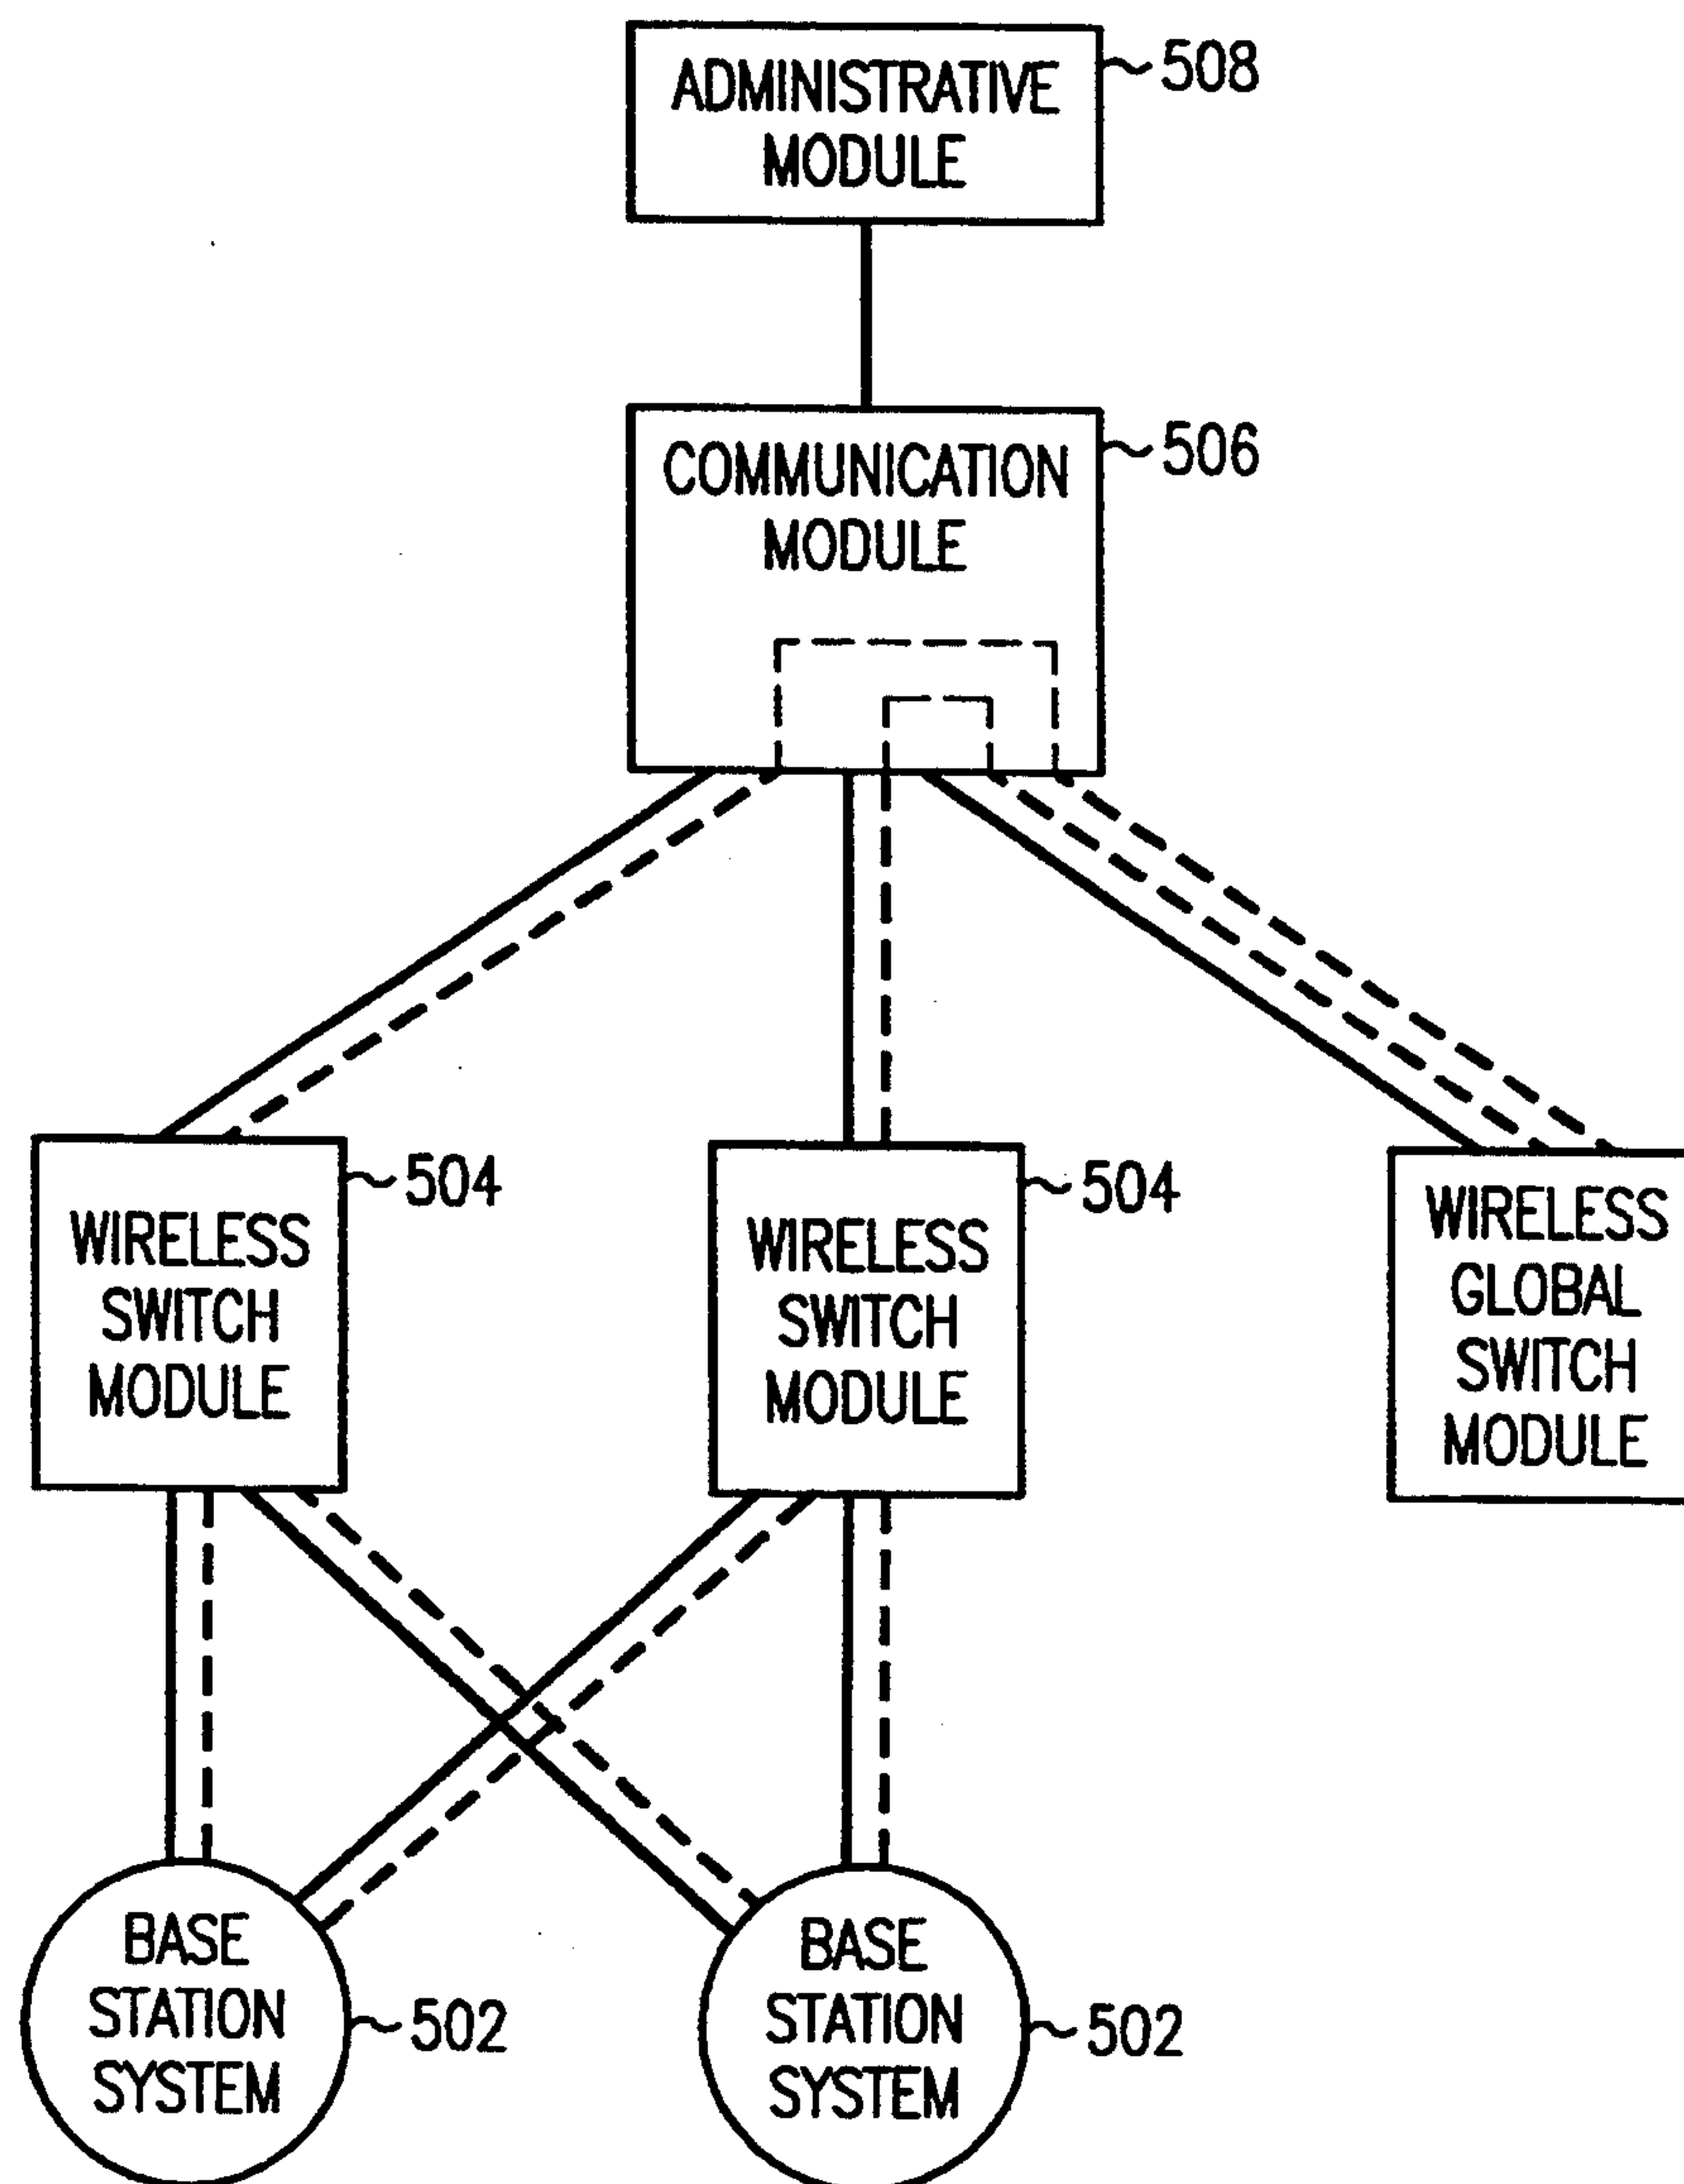 ADMINISTRATIVE
MODULE
508
COMMUNICATION
MODULE
506
WIRELESS
SWITCH
MODULE
504
WIRELESS
SWITCH
MODULE
504
WIRELESS
GLOBAL
SWITCH
MODULE
BASE
STATION
SYSTEM
502
BASE
STATION
SYSTEM
502